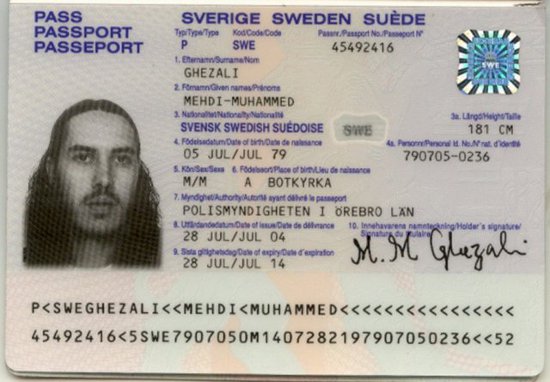 PASS SVERIGE SWEDEN SUÈDE
PASSPORT Typ/Type/Type Kod/Code/Code Passnr./Passport No./Passeport N°
PASSEPORT P SWE 45492416
1. Efternamn/Surname/Nom
GHEZALI
SWE
2. Förnamn/Given names/Prénoms
MEHDI-MUHAMMED
3. Nationalitet/Nationality/Nationalité 3a. Längd/Height/Taille
SVENSK SWEDISH SUÉDOISE SWE 181 CM
4. Födelsedatum/Date of birth/Date de naissance 4a. Personnr/Personal Id. No./N° nat. d'identité
05 JUL/JUL 79 790705-0236
5. Kön/Sex/Sexe 6. Födelseort/Place of birth/Lieu de naissance
M/M A BOTKYRKA
7. Myndighet/Authority/Autorité ayant délivré le passeport
POLISMYNDIGHETEN I ÖREBRO LÄN
8. Utfärdandedatum/Date of issue/Date de délivrance 10. Innehavarens namnteckning/Holder's signature/
Signature du titulaire
28 JUL/JUL 04
M. M Ghezali
9. Sista giltighetsdag/Date of expiry/Date d'expiration
28 JUL/JUL 14
P<SWEGHEZALI<<MEHDI<MUHAMMED<<<<<<<<<<<<<<<<
45492416<5SWE7907050M1407282197907050236<<52